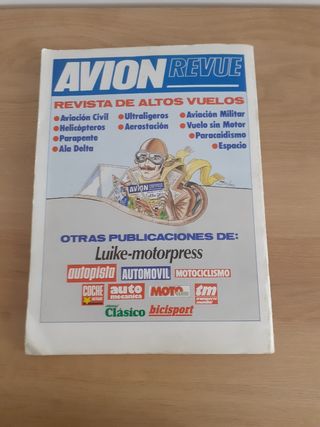 AVION REVUE
REVISTA DE ALTOS VUELOS
• Aviación Civil • Ultraligeros • Aviación Militar
• Helicópteros • Aerostación • Vuelo sin Motor
• Parapente • Paracaidismo
• Ala Delta • Espacio
AVION
OTRAS PUBLICACIONES DE:
Luike-motorpress
autopista AUTOMOVIL MOTOCICLISMO
COCHE auto mecánica MOTO tm
Clásico bicisport